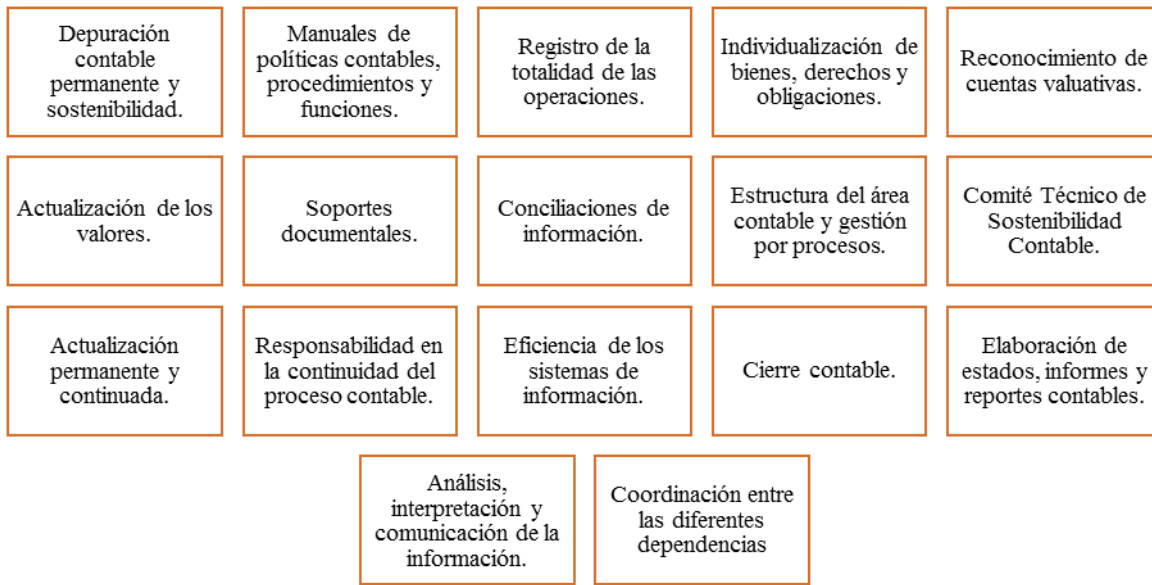 Depuración
contable
permanente y
sostenibilidad.
Manuales de
políticas contables,
procedimientos y
funciones.
Registro de la
totalidad de las
operaciones.
Individualización de
bienes, derechos y
obligaciones.
Reconocimiento de
cuentas valuativas.
Actualización de los
valores.
Soportes
documentales.
Conciliaciones de
información.
Estructura del área
contable y gestión
por procesos.
Comité Técnico de
Sostenibilidad
Contable.
Actualización
permanente y
continuada.
Responsabilidad en
la continuidad del
proceso contable.
Eficiencia de los
sistemas de
información.
Cierre contable.
Elaboración de
estados, informes y
reportes contables.
Análisis,
interpretación y
comunicación de la
información.
Coordinación entre
las diferentes
dependencias